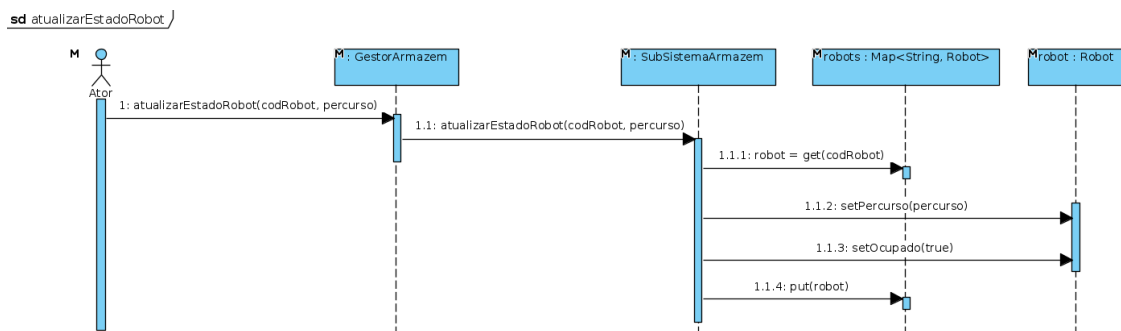 sd atualizarEstadoRobot
M
Ator
M : GestorArmazem
M : SubSistemaArmazem
M robots : Map<String, Robot>
M robot : Robot
1: atualizarEstadoRobot(codRobot, percurso)
1.1: atualizarEstadoRobot(codRobot, percurso)
1.1.1: robot = get(codRobot)
1.1.2: setPercurso(percurso)
1.1.3: setOcupado(true)
1.1.4: put(robot)